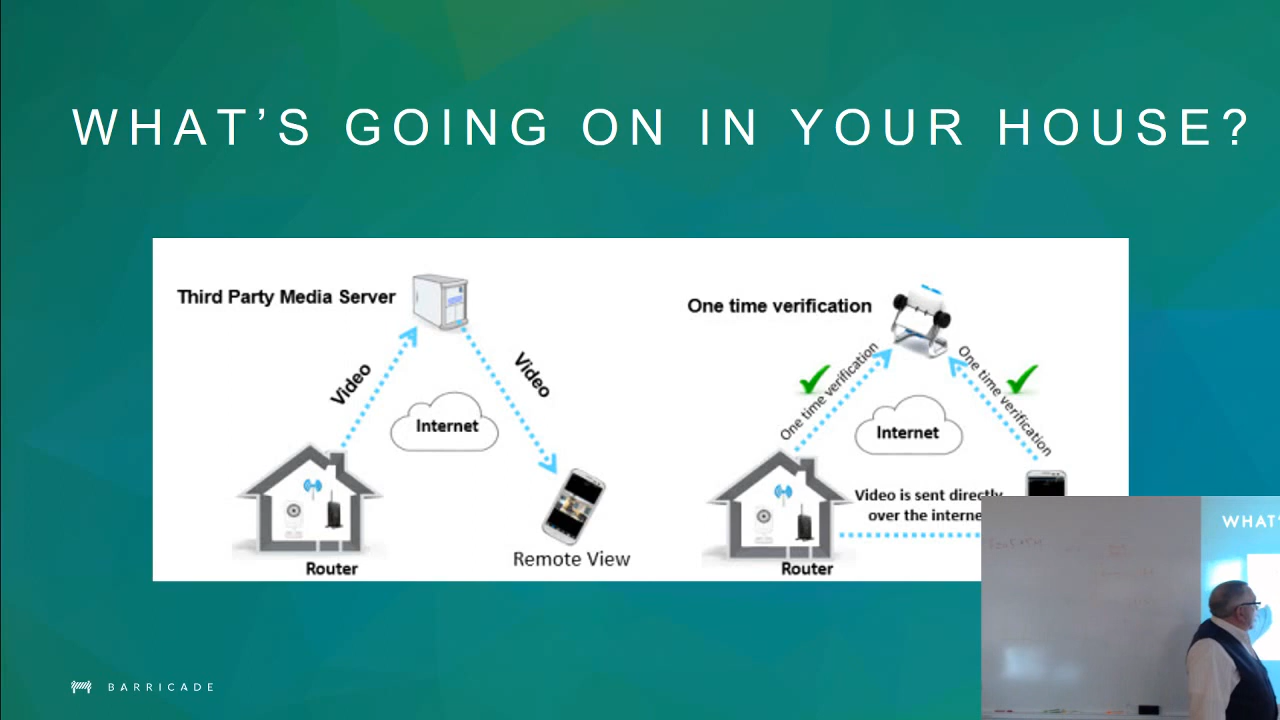 WHAT'S GOING ON IN YOUR HOUSE?
Third Party Media Server
Video
Video
Internet
Router
Remote View
One time verification
One time verification
One time verification
Internet
Video is sent directly
over the interne
Router
BARRICADE
WHAT